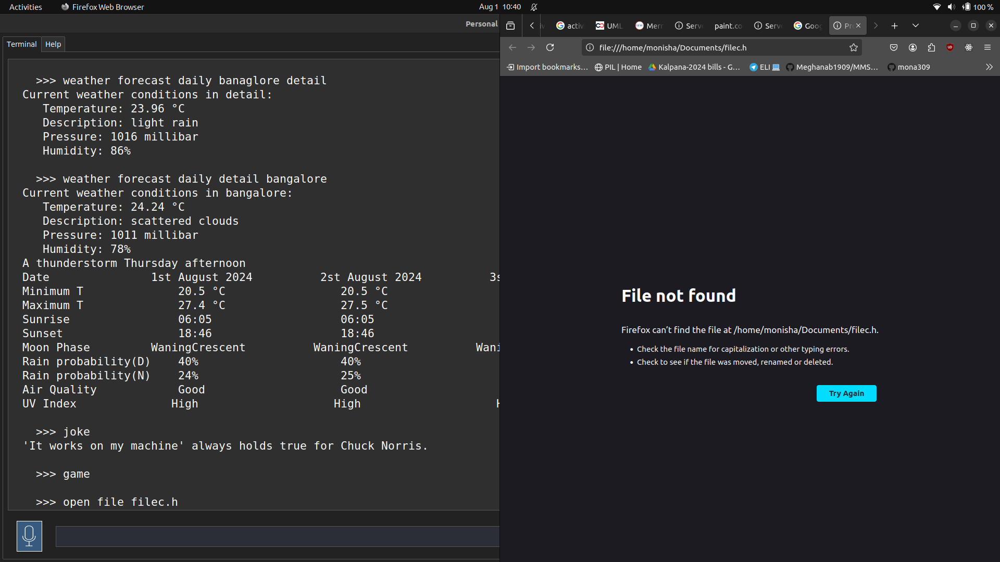 Activities Firefox Web Browser Aug 1 10:40 100 %
Personal
Terminal Help
>>> weather forecast daily banaglore detail
Current weather conditions in detail:
Temperature: 23.96 °C
Description: light rain
Pressure: 1016 millibar
Humidity: 86%
>>> weather forecast daily detail bangalore
Current weather conditions in bangalore:
Temperature: 24.24 °C
Description: scattered clouds
Pressure: 1011 millibar
Humidity: 78%
A thunderstorm Thursday afternoon
Date 1st August 2024 2st August 2024 3s
Minimum T 20.5 °C 20.5 °C
Maximum T 27.4 °C 27.5 °C
Sunrise 06:05 06:05
Sunset 18:46 18:46
Moon Phase WaningCrescent WaningCrescent Wani
Rain probability(D) 40% 40%
Rain probability(N) 24% 25%
Air Quality Good Good
UV Index High High
>>> joke
'It works on my machine' always holds true for Chuck Norris.
>>> game
>>> open file filec.h
activ UML Merr Serv paint.co Serv Goog Pr
file:///home/monisha/Documents/filec.h
Import bookmarks... PIL | Home Kalpana-2024 bills - G... ELI Meghanab1909/MMS... mona309
File not found
Firefox can’t find the file at /home/monisha/Documents/filec.h.
• Check the file name for capitalization or other typing errors.
• Check to see if the file was moved, renamed or deleted.
Try Again